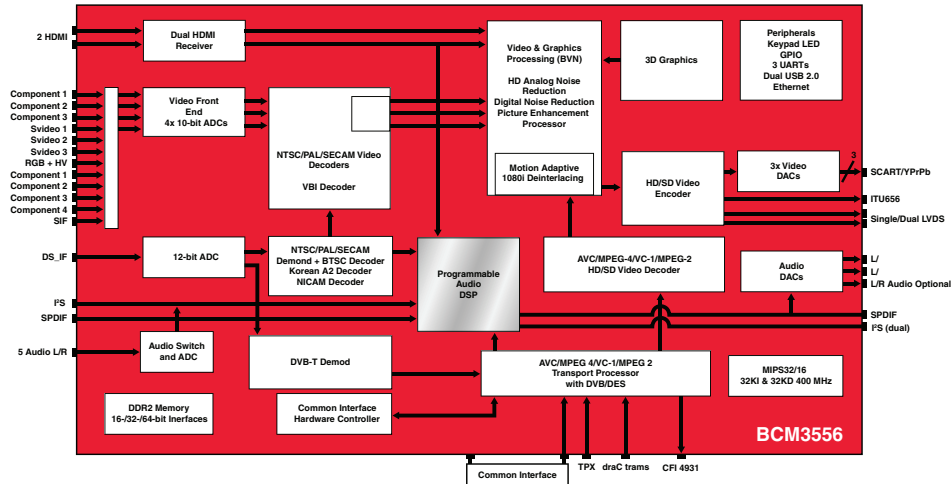 2 HDMI
Dual HDMI
Receiver
Video & Graphics
Processing (BVN)
HD Analog Noise
Reduction
Digital Noise Reduction
Picture Enhancement
Processor
Motion Adaptive
1080i Deinterlacing
3D Graphics
Peripherals
Keypad LED
GPIO
3 UARTs
Dual USB 2.0
Ethernet
Component 1
Component 2
Component 3
Svideo 1
Svideo 2
Svideo 3
RGB + HV
Component 1
Component 2
Component 3
Component 4
SIF
Video Front
End
4x 10-bit ADCs
NTSC/PAL/SECAM Video
Decoders
VBI Decoder
HD/SD Video
Encoder
3x Video
DACs
3
SCART/YPrPb
ITU656
Single/Dual LVDS
DS_IF
12-bit ADC
NTSC/PAL/SECAM
Demond + BTSC Decoder
Korean A2 Decoder
NICAM Decoder
Programmable
Audio
DSP
AVC/MPEG-4/VC-1/MPEG-2
HD/SD Video Decoder
Audio
DACs
L/
L/
L/R Audio Optional
I²S
SPDIF
SPDIF
I²S (dual)
5 Audio L/R
Audio Switch
and ADC
DVB-T Demod
AVC/MPEG 4/VC-1/MPEG 2
Transport Processor
with DVB/DES
MIPS32/16
32KI & 32KD 400 MHz
DDR2 Memory
16-/32-/64-bit Inerfaces
Common Interface
Hardware Controller
BCM3556
Common Interface
TPX
draC trams
CFI 4931